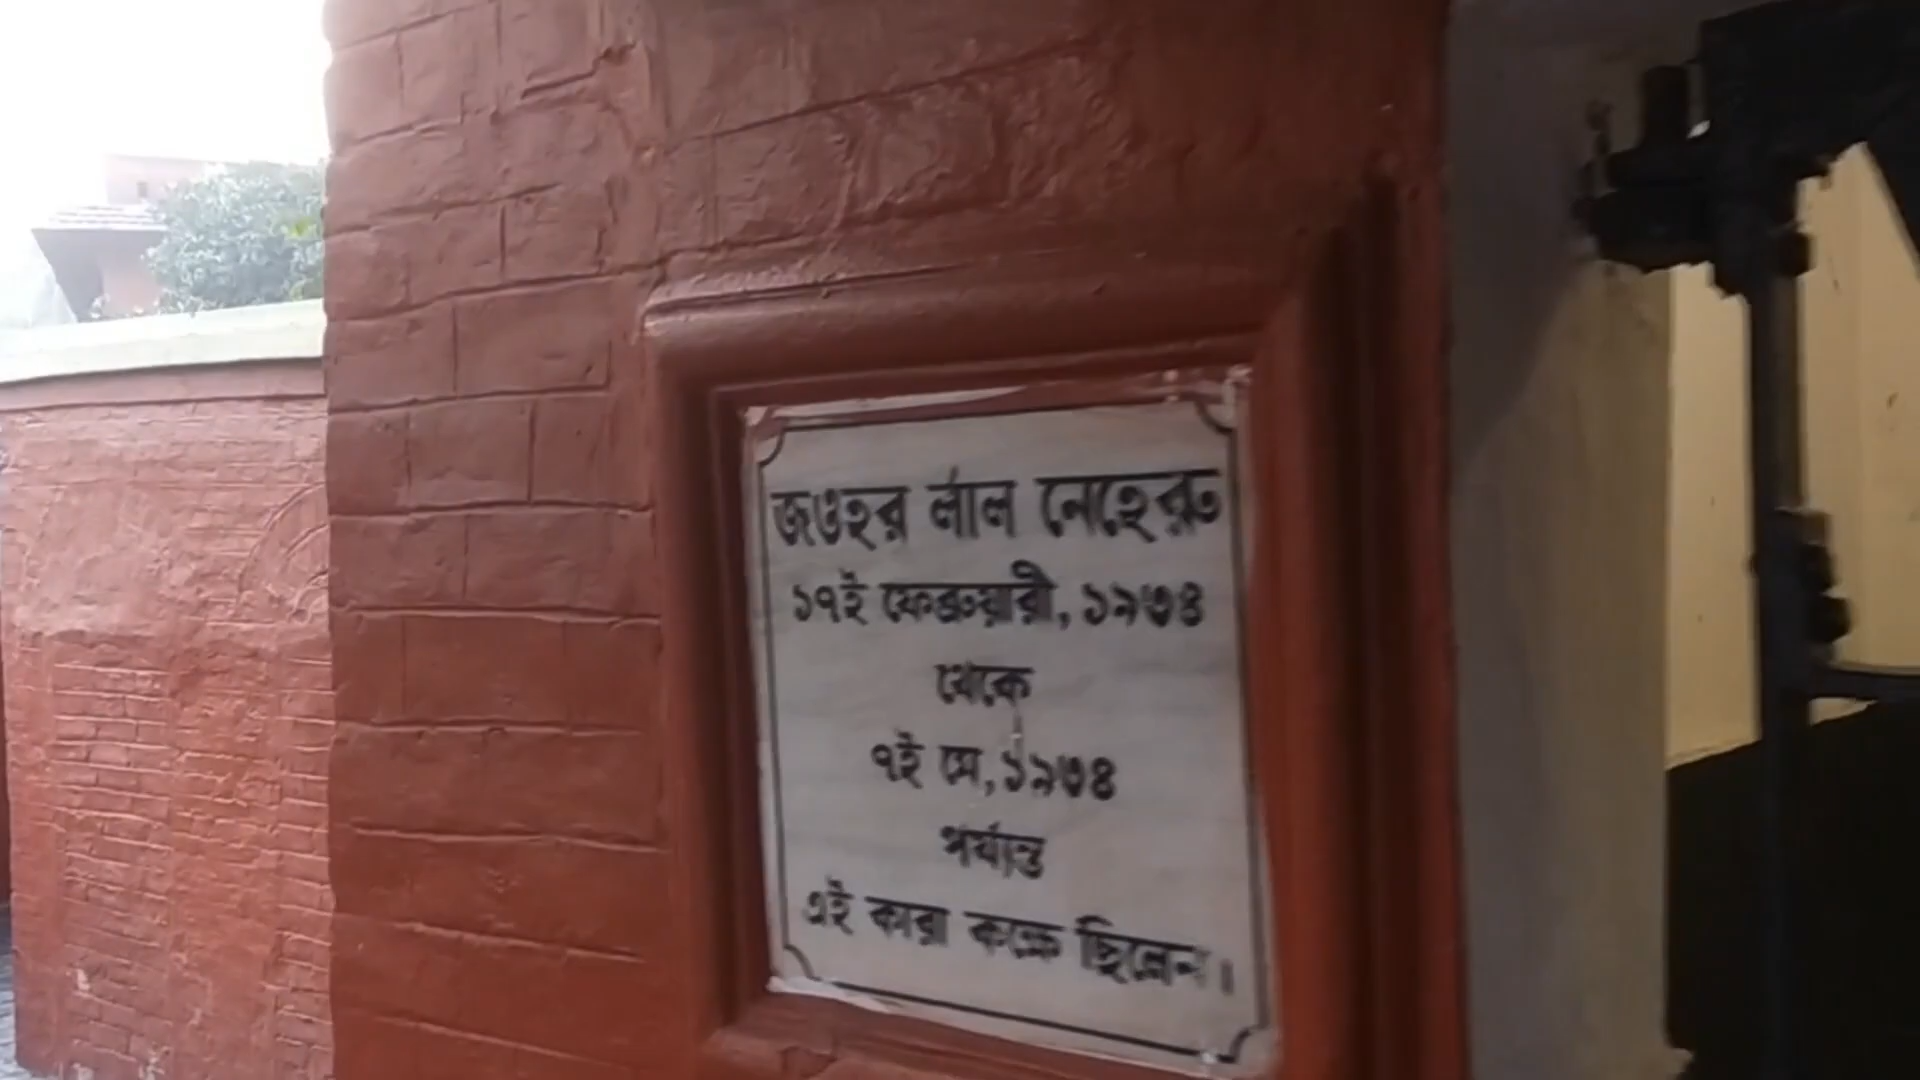 জওহর লাল নেহেরু
১৭ই ফেব্রুয়ারী, ১৯৩৪
থেকে
৭ই মে, ১৯৩৪
পর্যন্ত
এই কারা কক্ষে ছিলেন।